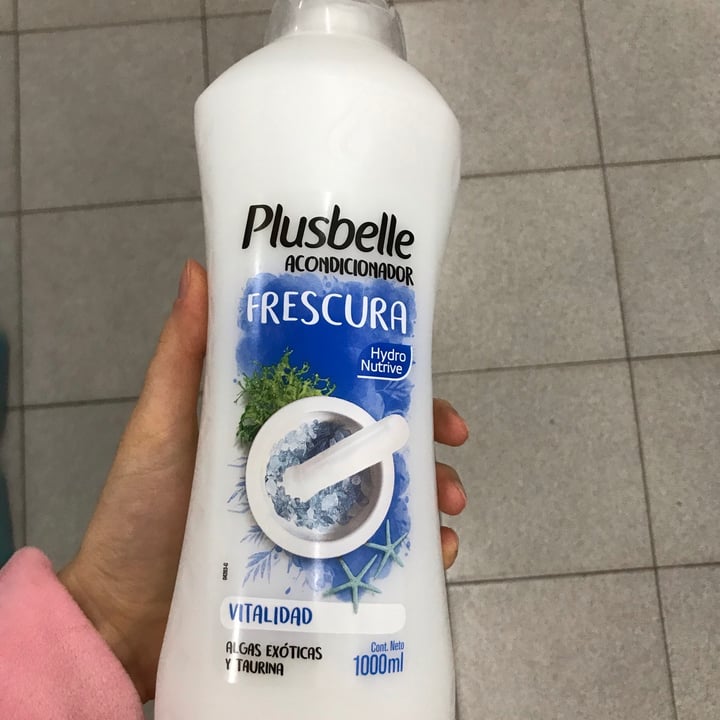 Plusbelle
ACONDICIONADOR
FRESCURA
Hydro
Nutrive
VITALIDAD
ALGAS EXÓTICAS
Y TAURINA
Cont. Neto
1000ml